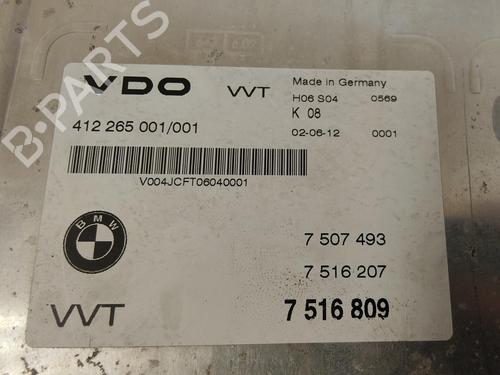 B-PARTS
VDO VVT Made in Germany
H06 S04 0569
K 08
412 265 001/001
02-06-12 0001
V004JCFT06040001
BMW
7 507 493
7 516 207
VVT 7 516 809